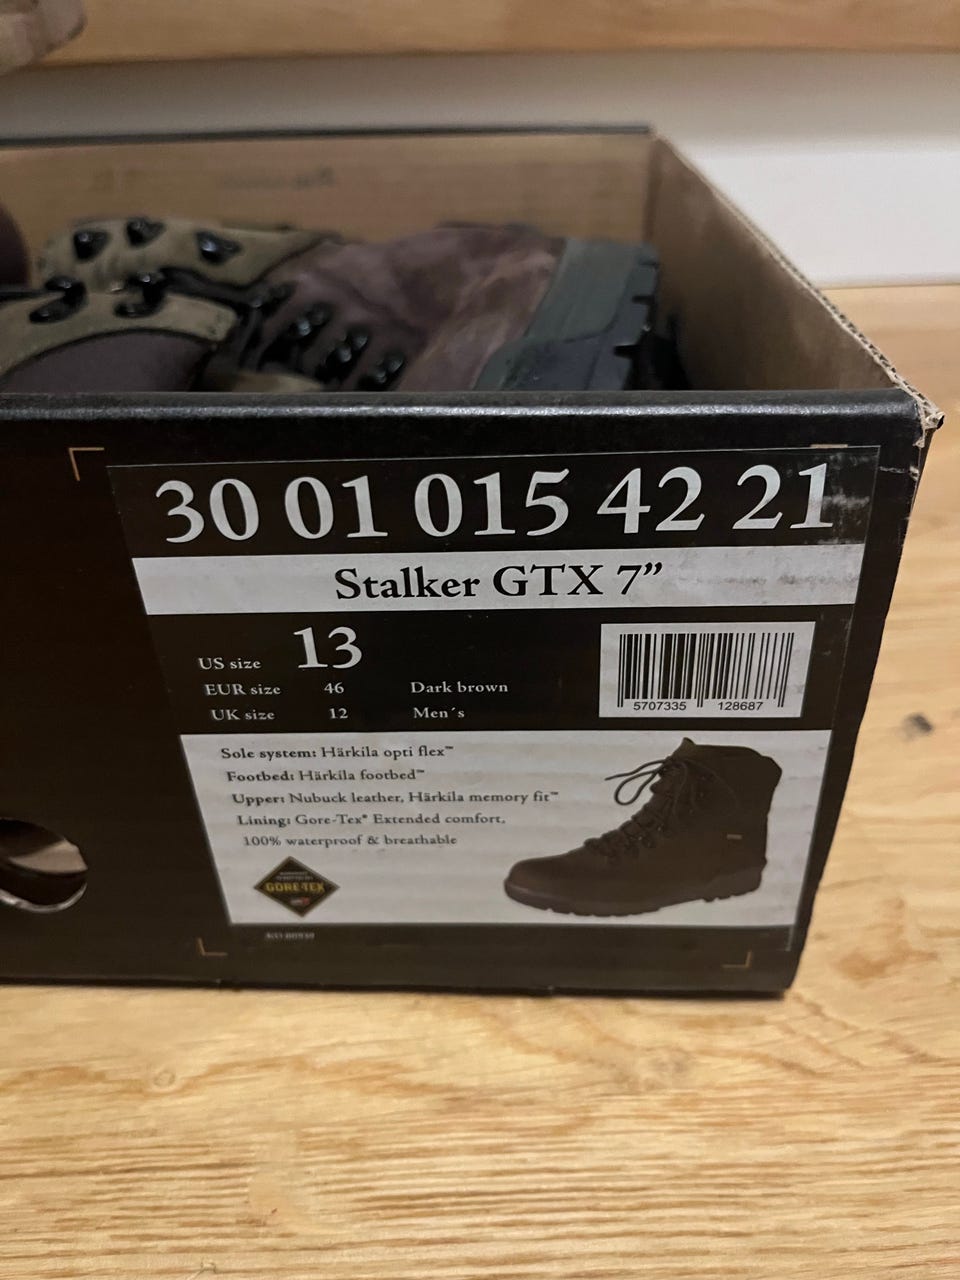 30 01 015 42 21
Stalker GTX 7”
US size 13
EUR size 46 Dark brown
UK size 12 Men´s
5707335 128687
Sole system: Härkila opti flex™
Footbed: Härkila footbed™
Upper: Nubuck leather, Härkila memory fit™
Lining: Gore-Tex® Extended comfort,
100% waterproof & breathable
GORE-TEX